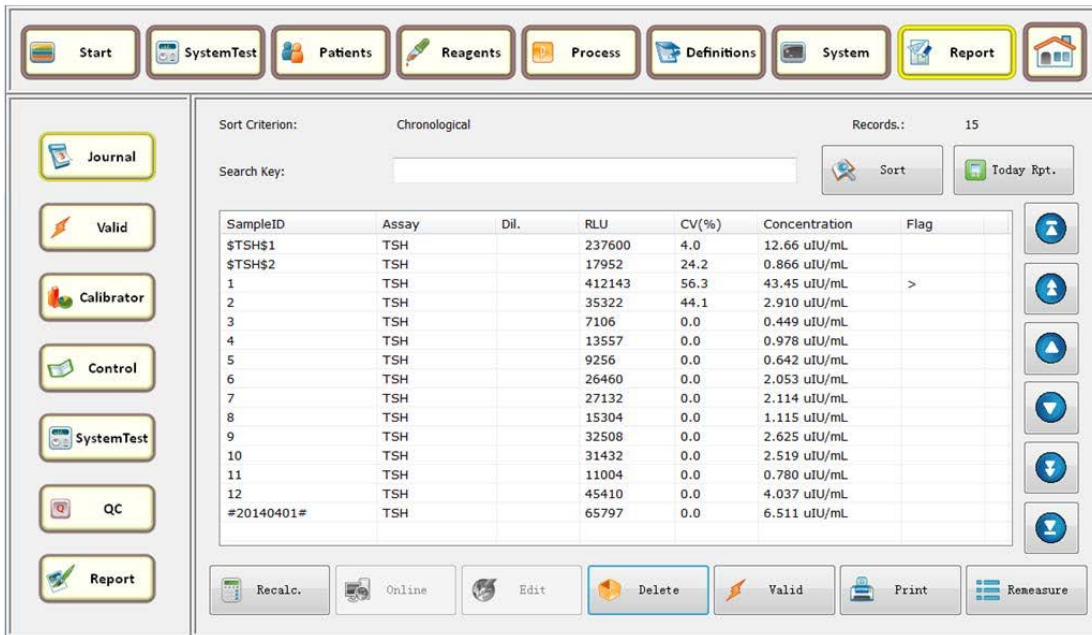 Start SystemTest Patients Reagents Process Definitions System Report
Journal
Valid
Calibrator
Control
SystemTest
QC
Report
Sort Criterion: Chronological Records.: 15
Search Key: Sort Today Rpt.
SampleID Assay Dil. RLU CV(%) Concentration Flag
$TSH$1 TSH 237600 4.0 12.66 uIU/mL
$TSH$2 TSH 17952 24.2 0.866 uIU/mL
1 TSH 412143 56.3 43.45 uIU/mL >
2 TSH 35322 44.1 2.910 uIU/mL
3 TSH 7106 0.0 0.449 uIU/mL
4 TSH 13557 0.0 0.978 uIU/mL
5 TSH 9256 0.0 0.642 uIU/mL
6 TSH 26460 0.0 2.053 uIU/mL
7 TSH 27132 0.0 2.114 uIU/mL
8 TSH 15304 0.0 1.115 uIU/mL
9 TSH 32508 0.0 2.625 uIU/mL
10 TSH 31432 0.0 2.519 uIU/mL
11 TSH 11004 0.0 0.780 uIU/mL
12 TSH 45410 0.0 4.037 uIU/mL
#20140401# TSH 65797 0.0 6.511 uIU/mL
Recalc. Online Edit Delete Valid Print Remeasure